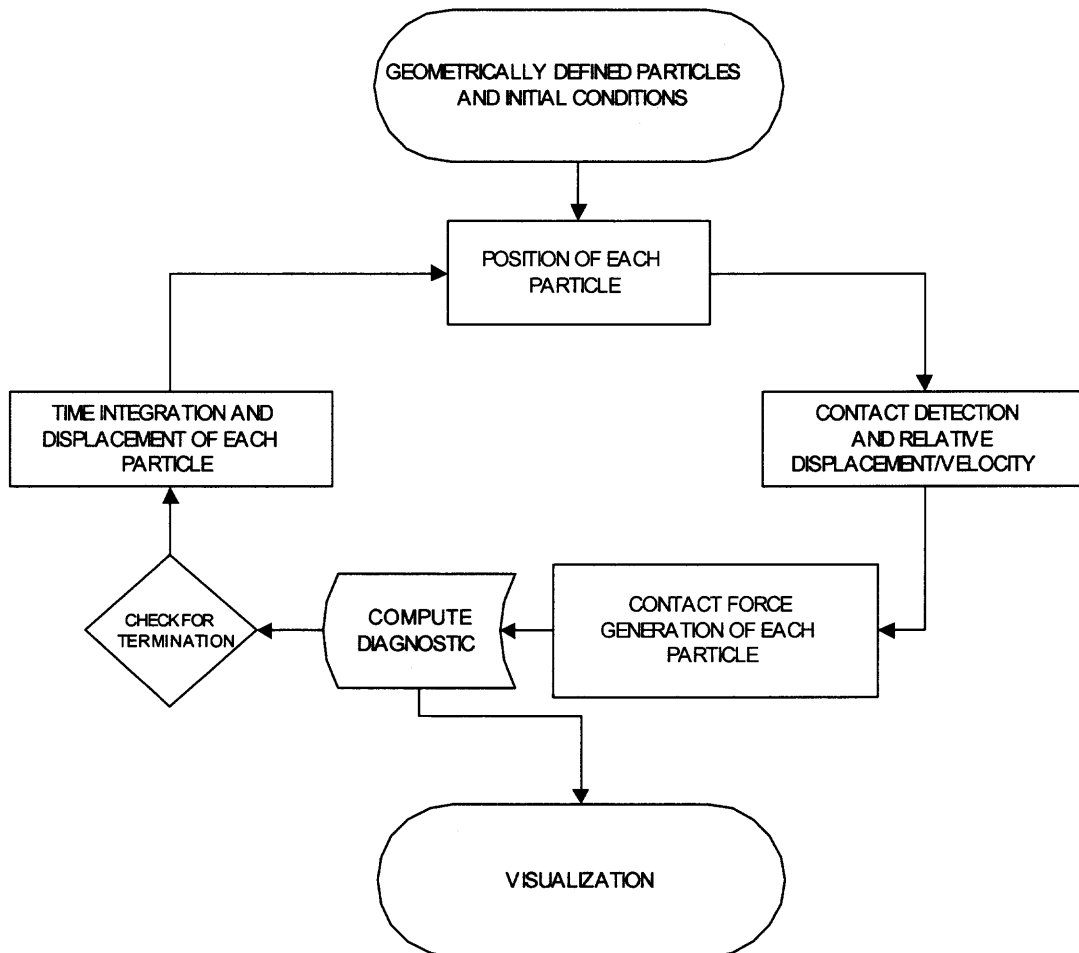 GEOMETRICALLY DEFINED PARTICLES
AND INITIAL CONDITIONS
POSITION OF EACH
PARTICLE
TIME INTEGRATION AND
DISPLACEMENT OF EACH
PARTICLE
CONTACT DETECTION
AND RELATIVE
DISPLACEMENT/VELOCITY
CHECK FOR
TERMINATION
COMPUTE
DIAGNOSTIC
CONTACT FORCE
GENERATION OF EACH
PARTICLE
VISUALIZATION